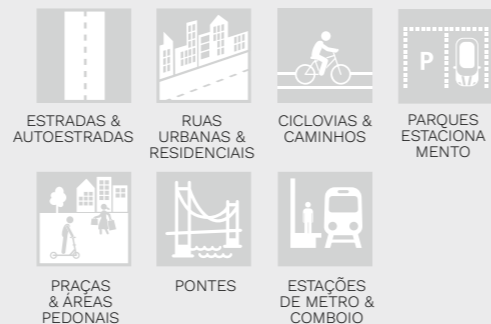 P
ESTRADAS &
AUTOESTRADAS
RUAS
URBANAS &
RESIDENCIAIS
CICLOVIAS &
CAMINHOS
PARQUES
ESTACIONA
MENTO
PRAÇAS
& ÁREAS
PEDONAIS
PONTES
ESTAÇÕES
DE METRO &
COMBOIO